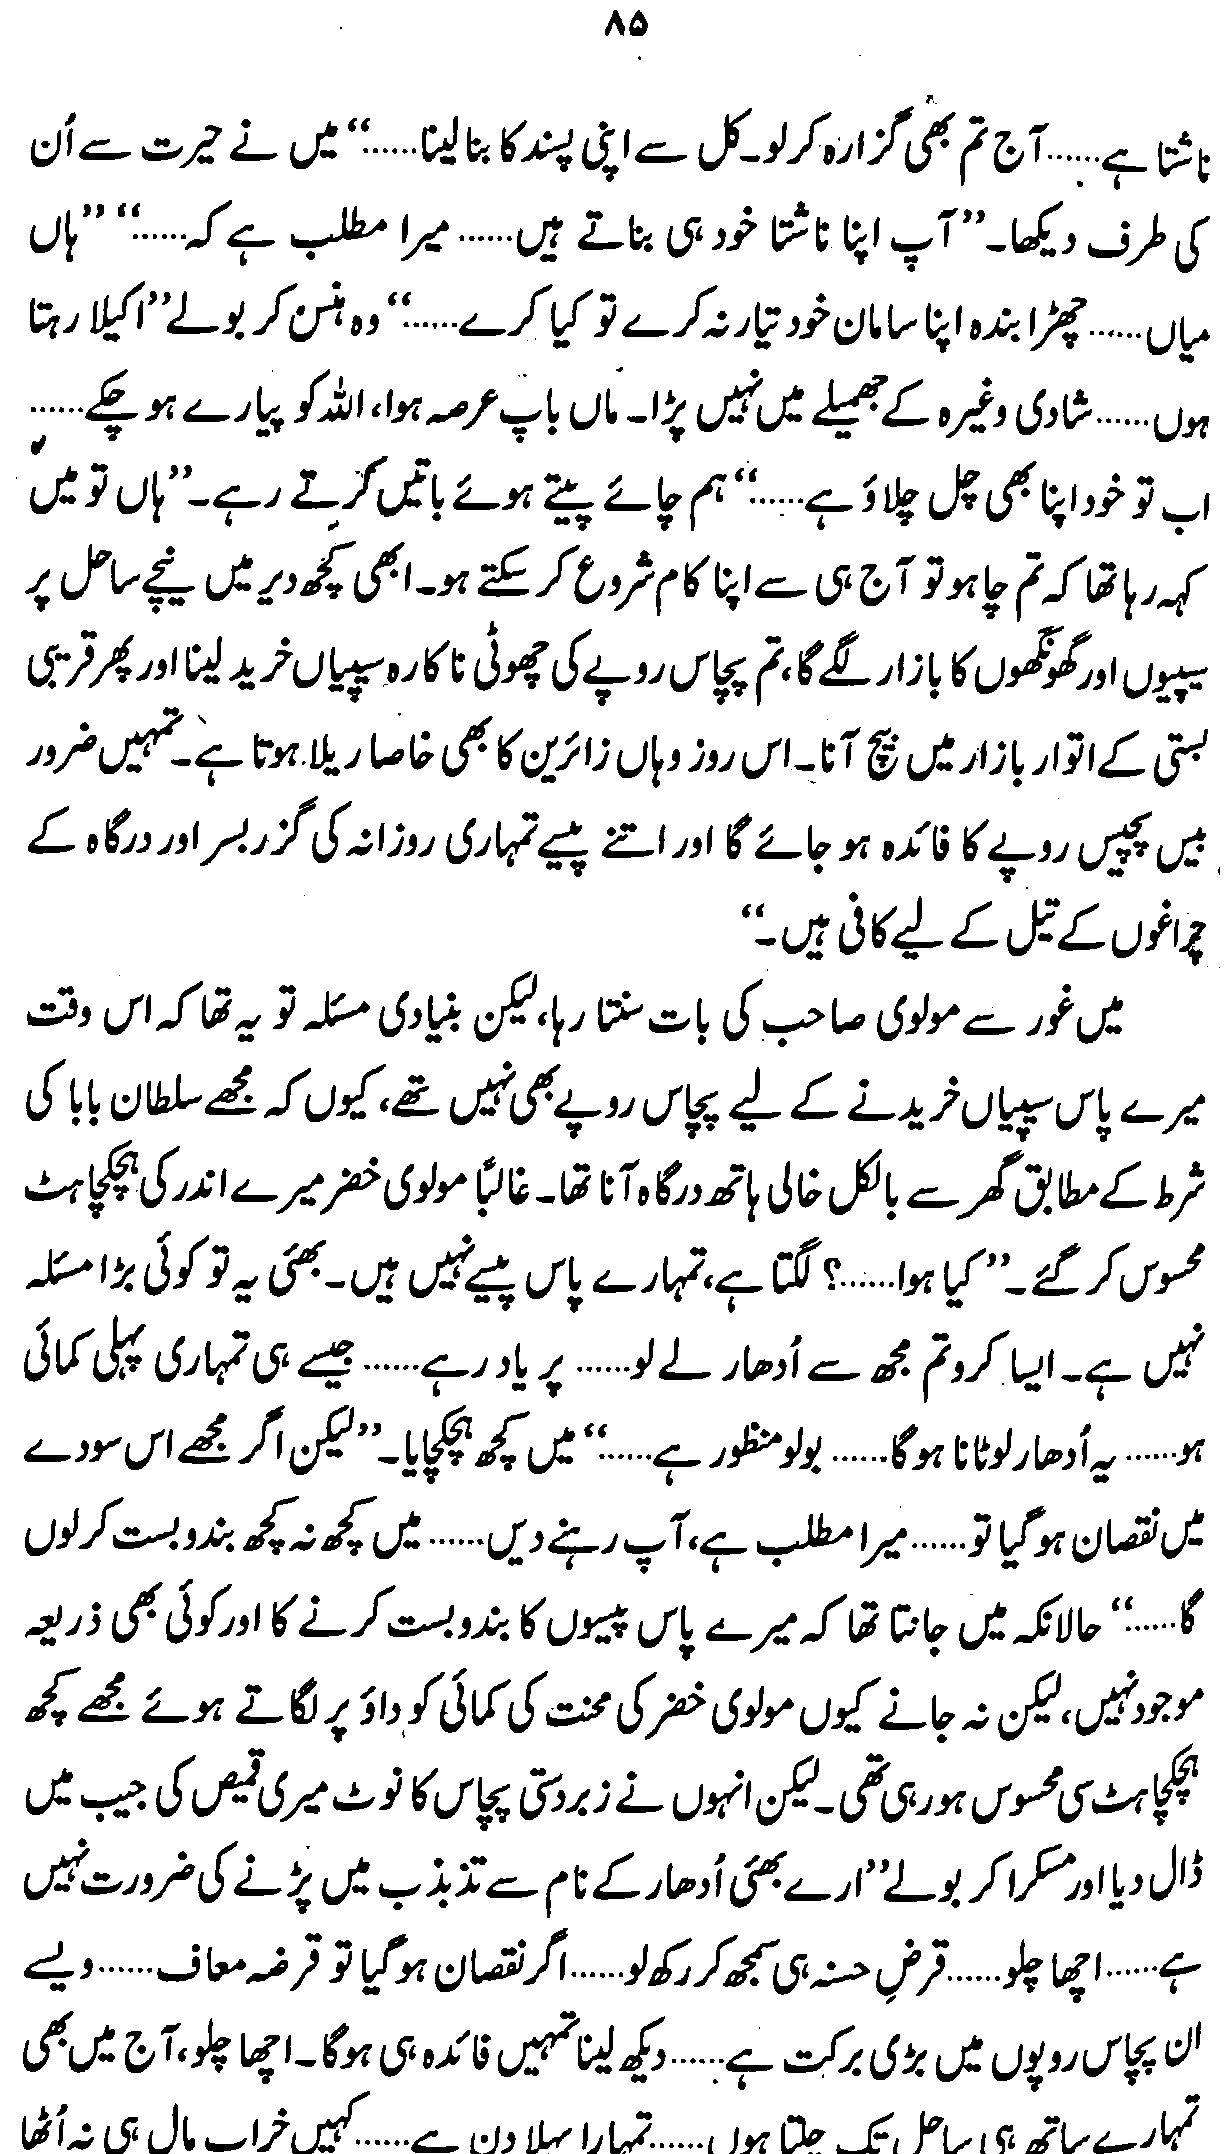 ۸۵
ناشتا ہے......آج تم بھی گزارہ کر لو۔ کل سے اپنی پسند کا بنا لینا......‘‘ میں نے حیرت سے اُن
کی طرف دیکھا۔ ’’آپ اپنا ناشتا خود ہی بناتے ہیں...... میرا مطلب ہے کہ......‘‘ ’’ہاں
میاں...... چھڑا بندہ اپنا سامان خود تیار نہ کرے تو کیا کرے......‘‘ وہ ہنس کر بولے ’’اکیلا رہتا
ہوں...... شادی وغیرہ کے جھمیلے میں نہیں پڑا۔ ماں باپ عرصہ ہوا، اللہ کو پیارے ہو چکے......
اب تو خود اپنا بھی چل چلاؤ ہے......‘‘ ہم چائے پیتے ہوئے باتیں کرتے رہے۔ ’’ہاں تو میں
کہہ رہا تھا کہ تم چاہو تو آج ہی سے اپنا کام شروع کر سکتے ہو۔ ابھی کچھ دیر میں نیچے ساحل پر
سیپیوں اور گھونگھوں کا بازار لگے گا، تم پچاس روپے کی چھوٹی ناکارہ سیپیاں خرید لینا اور پھر قریبی
بستی کے اتوار بازار میں بیچ آنا۔ اس روز وہاں زائرین کا بھی خاصا ریلا ہوتا ہے۔ تمہیں ضرور
بیس پچیس روپے کا فائدہ ہو جائے گا اور اتنے پیسے تمہاری روزانہ کی گزر بسر اور درگاہ کے
چراغوں کے تیل کے لیے کافی ہیں۔‘‘
میں غور سے مولوی صاحب کی بات سنتا رہا، لیکن بنیادی مسئلہ تو یہ تھا کہ اس وقت
میرے پاس سیپیاں خریدنے کے لیے پچاس روپے بھی نہیں تھے، کیوں کہ مجھے سلطان بابا کی
شرط کے مطابق گھر سے بالکل خالی ہاتھ درگاہ آنا تھا۔ غالباً مولوی خضر میرے اندر کی ہچکچاہٹ
محسوس کر گئے۔ ’’کیا ہوا......؟ لگتا ہے، تمہارے پاس پیسے نہیں ہیں۔ بھئی یہ تو کوئی بڑا مسئلہ
نہیں ہے۔ ایسا کرو تم مجھ سے اُدھار لے لو...... پر یاد رہے...... جیسے ہی تمہاری پہلی کمائی
ہو...... یہ اُدھار لوٹانا ہو گا...... بولو منظور ہے......‘‘ میں کچھ ہچکچایا۔ ’’لیکن اگر مجھے اس سودے
میں نقصان ہو گیا تو...... میرا مطلب ہے، آپ رہنے دیں...... میں کچھ نہ کچھ بندوبست کر لوں
گا......‘‘ حالانکہ میں جانتا تھا کہ میرے پاس پیسوں کا بندوبست کرنے کا اور کوئی بھی ذریعہ
موجود نہیں، لیکن نہ جانے کیوں مولوی خضر کی محنت کی کمائی کو داؤ پر لگاتے ہوئے مجھے کچھ
ہچکچاہٹ سی محسوس ہو رہی تھی۔ لیکن انہوں نے زبردستی پچاس کا نوٹ میری قمیص کی جیب میں
ڈال دیا اور مسکرا کر بولے ’’ارے بھئی اُدھار کے نام سے تذبذب میں پڑنے کی ضرورت نہیں
ہے...... اچھا چلو...... قرضِ حسنہ ہی سمجھ کر رکھ لو...... اگر نقصان ہو گیا تو قرضہ معاف...... ویسے
ان پچاس روپوں میں بڑی برکت ہے...... دیکھ لینا تمہیں فائدہ ہی ہو گا۔ اچھا چلو، آج میں بھی
تمہارے ساتھ ہی ساحل تک چلتا ہوں...... تمہارا پہلا دن ہے...... کہیں خراب مال ہی نہ اُٹھا